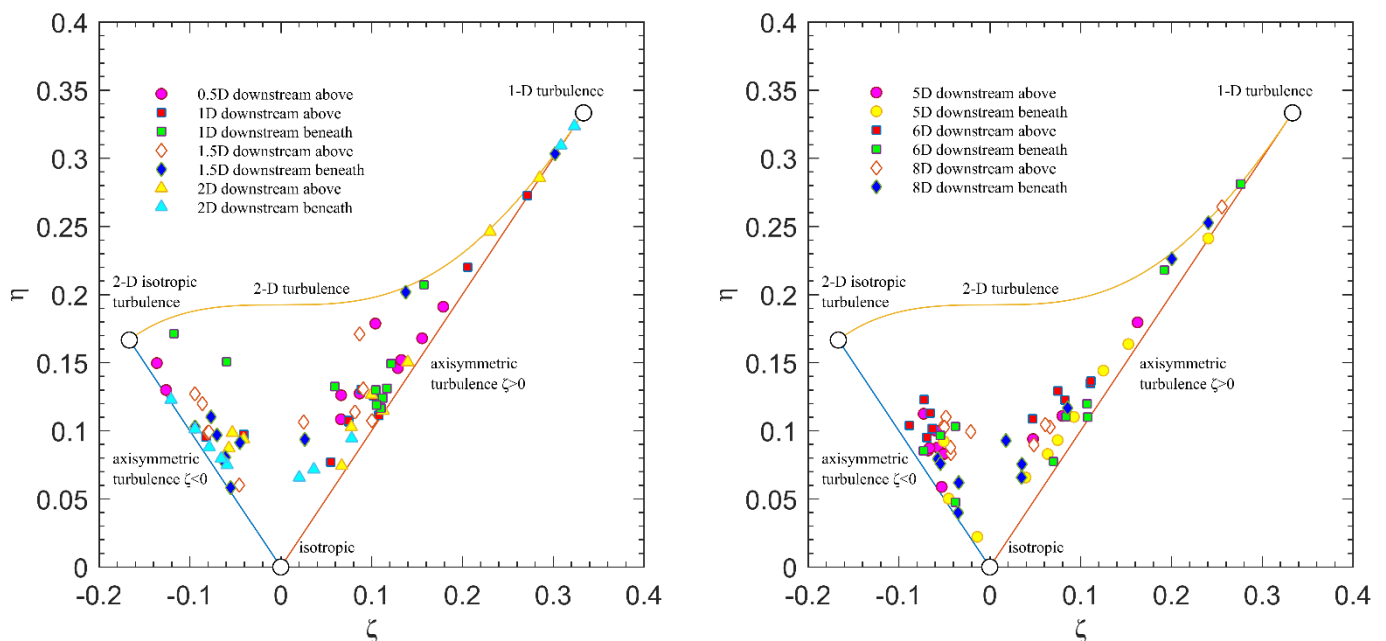 0.4
0.35
0.3
0.25
0.2
0.15
0.1
0.05
0
η
0.5D downstream above
1D downstream above
1D downstream beneath
1.5D downstream above
1.5D downstream beneath
2D downstream above
2D downstream beneath
1-D turbulence
2-D isotropic
turbulence
2-D turbulence
axisymmetric
turbulence ζ>0
axisymmetric
turbulence ζ<0
isotropic
-0.2 -0.1 0 0.1 0.2 0.3 0.4
ζ
0.4
0.35
0.3
0.25
0.2
0.15
0.1
0.05
0
η
5D downstream above
5D downstream beneath
6D downstream above
6D downstream beneath
8D downstream above
8D downstream beneath
1-D turbulence
2-D isotropic
turbulence
2-D turbulence
axisymmetric
turbulence ζ>0
axisymmetric
turbulence ζ<0
isotropic
-0.2 -0.1 0 0.1 0.2 0.3 0.4
ζ